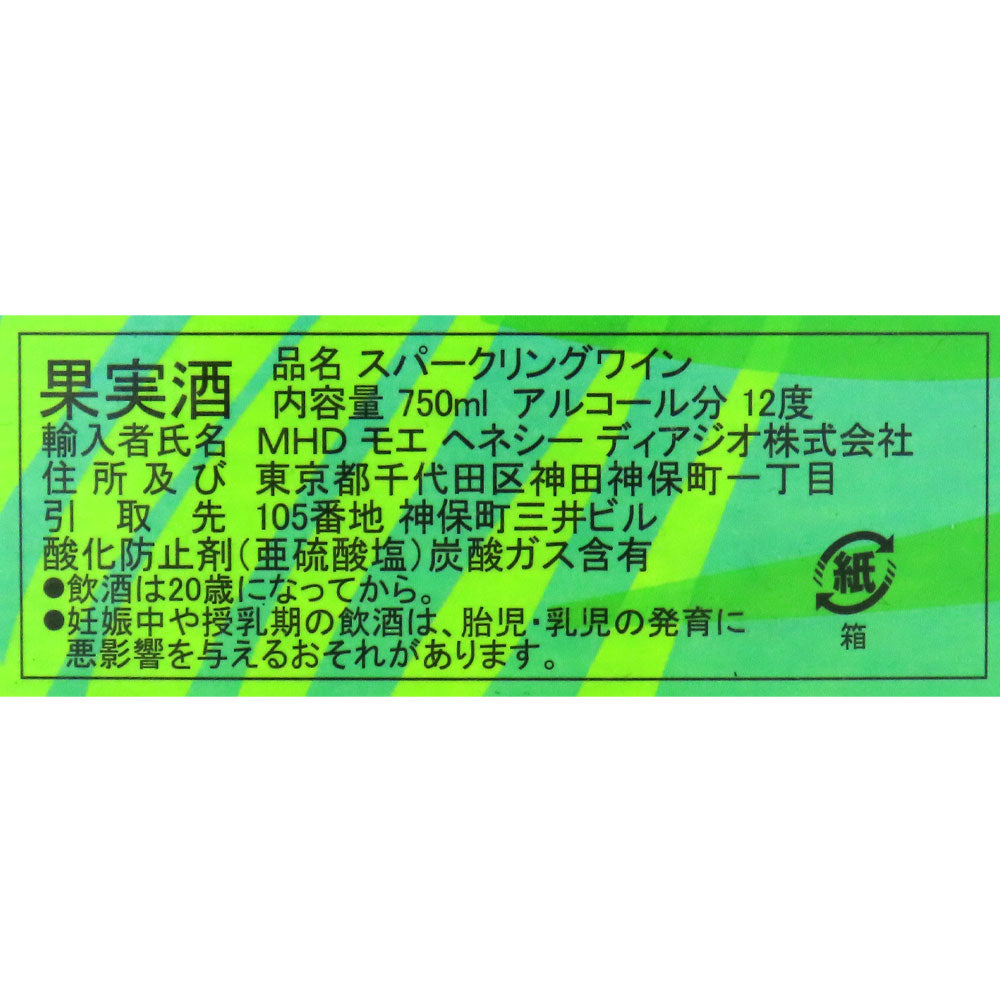 果実酒
品名 スパークリングワイン
内容量 750ml アルコール分 12度
輸入者氏名 MHD モエ ヘネシー ディアジオ株式会社
住所及び 東京都千代田区神田神保町一丁目
引取先 105番地 神保町三井ビル
酸化防止剤(亜硫酸塩)炭酸ガス含有
●飲酒は20歳になってから。
●妊娠中や授乳期の飲酒は、胎児・乳児の発育に
悪影響を与えるおそれがあります。
紙
箱